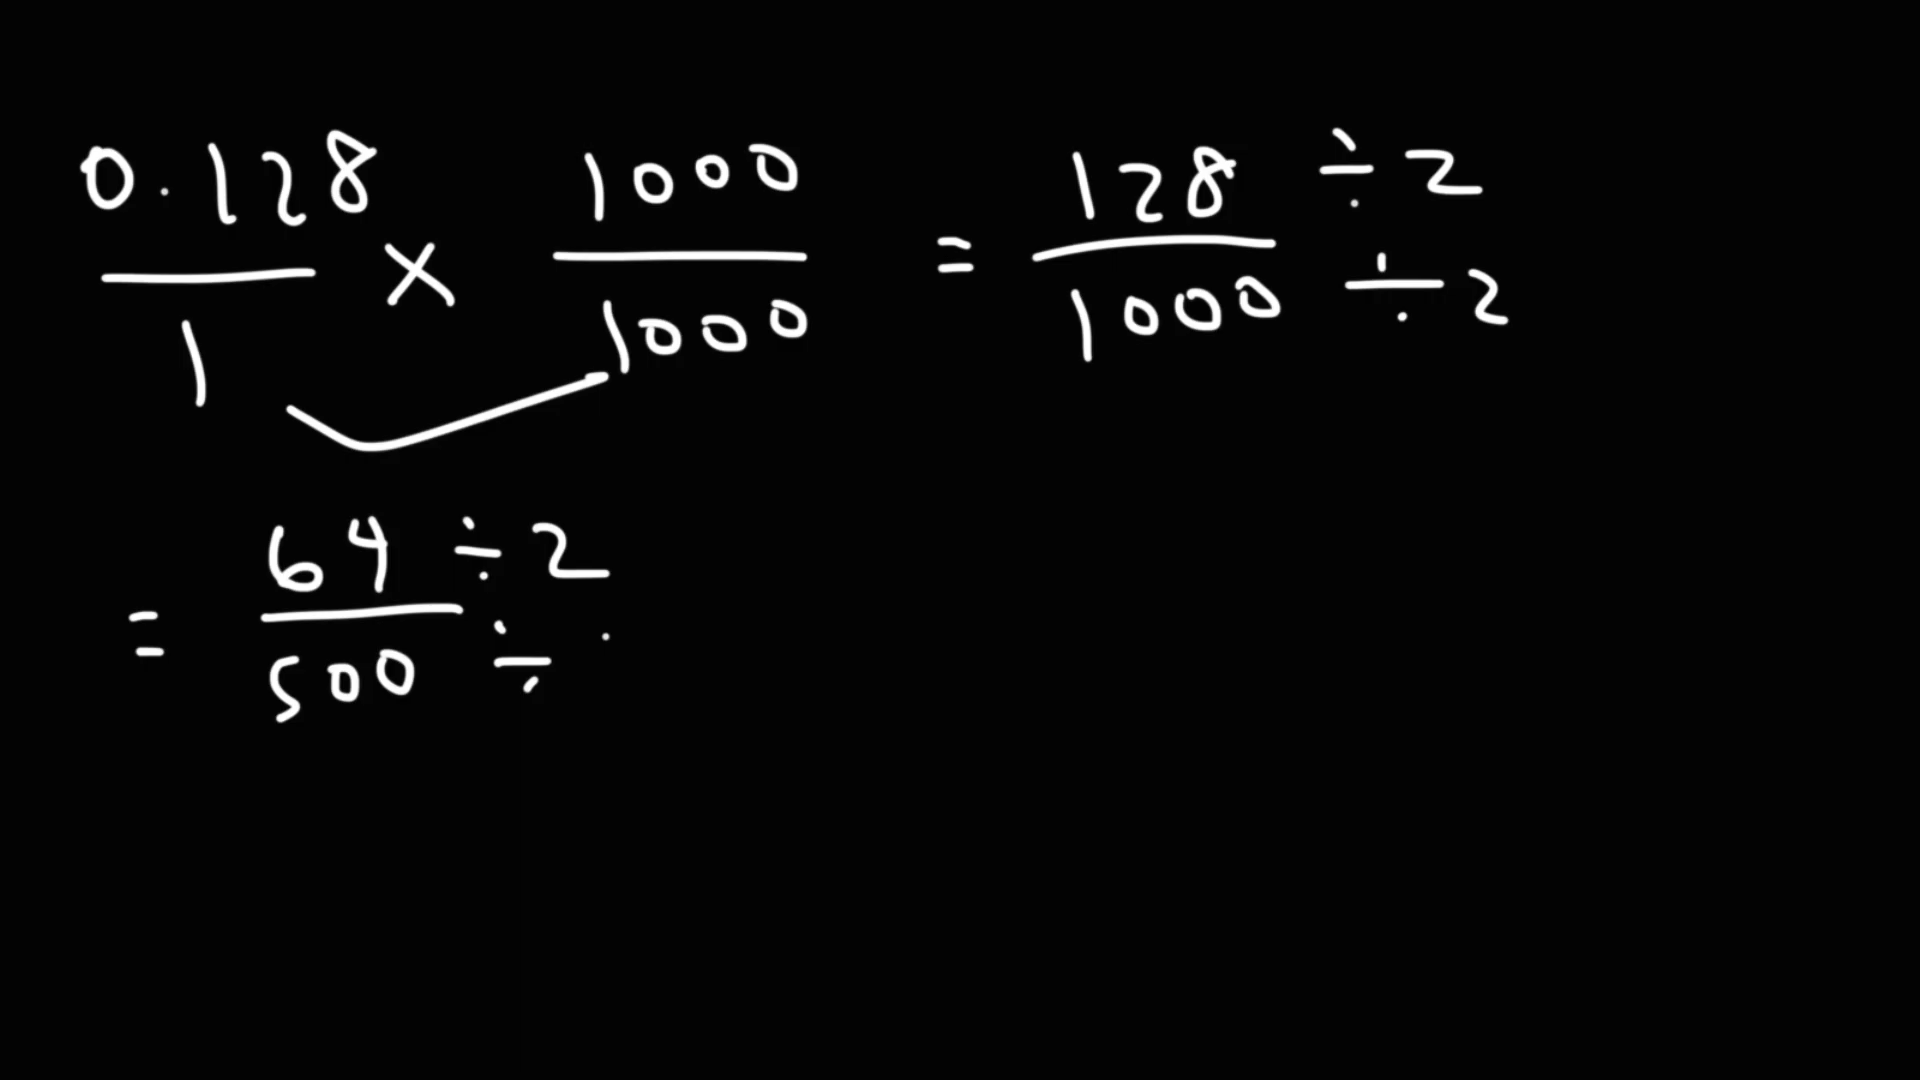 0.128/1 × 1000/1000 = 128/1000 ÷2/÷2
= 64/500 ÷2/÷